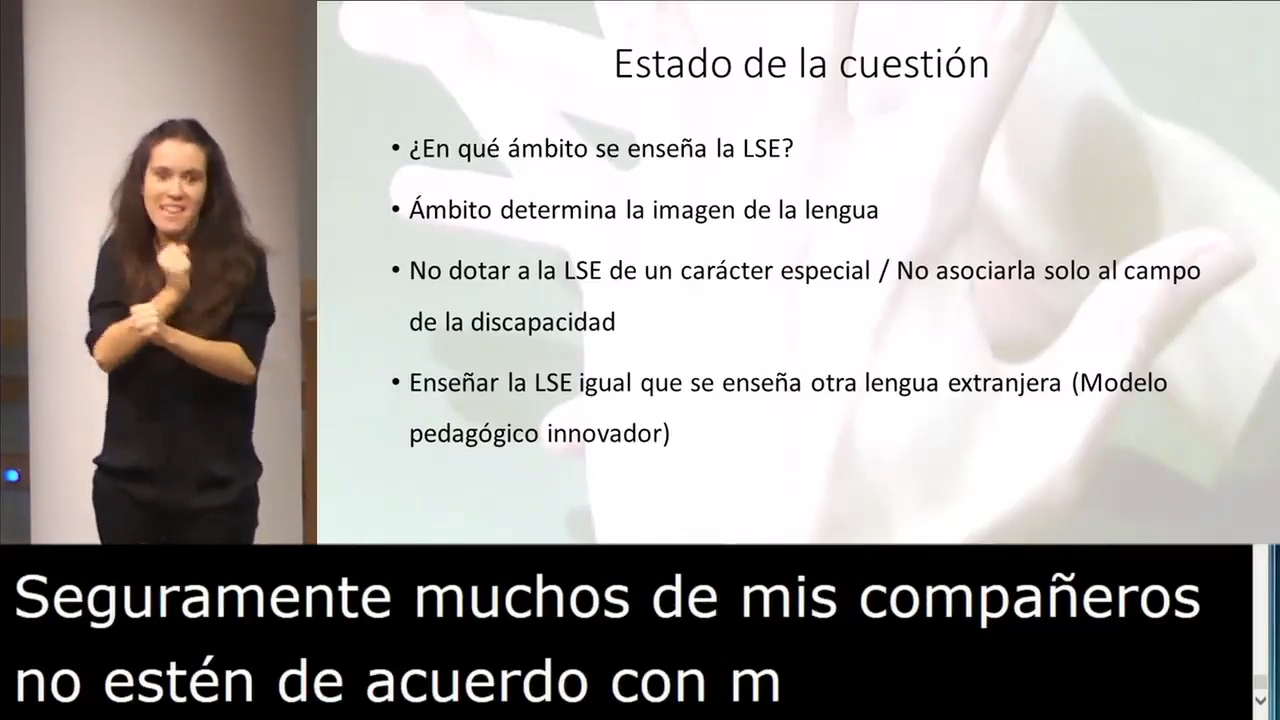 Estado de la cuestión
• ¿En qué ámbito se enseña la LSE?
• Ámbito determina la imagen de la lengua
• No dotar a la LSE de un carácter especial / No asociarla solo al campo
de la discapacidad
• Enseñar la LSE igual que se enseña otra lengua extranjera (Modelo
pedagógico innovador)
Seguramente muchos de mis compañeros
no estén de acuerdo con m